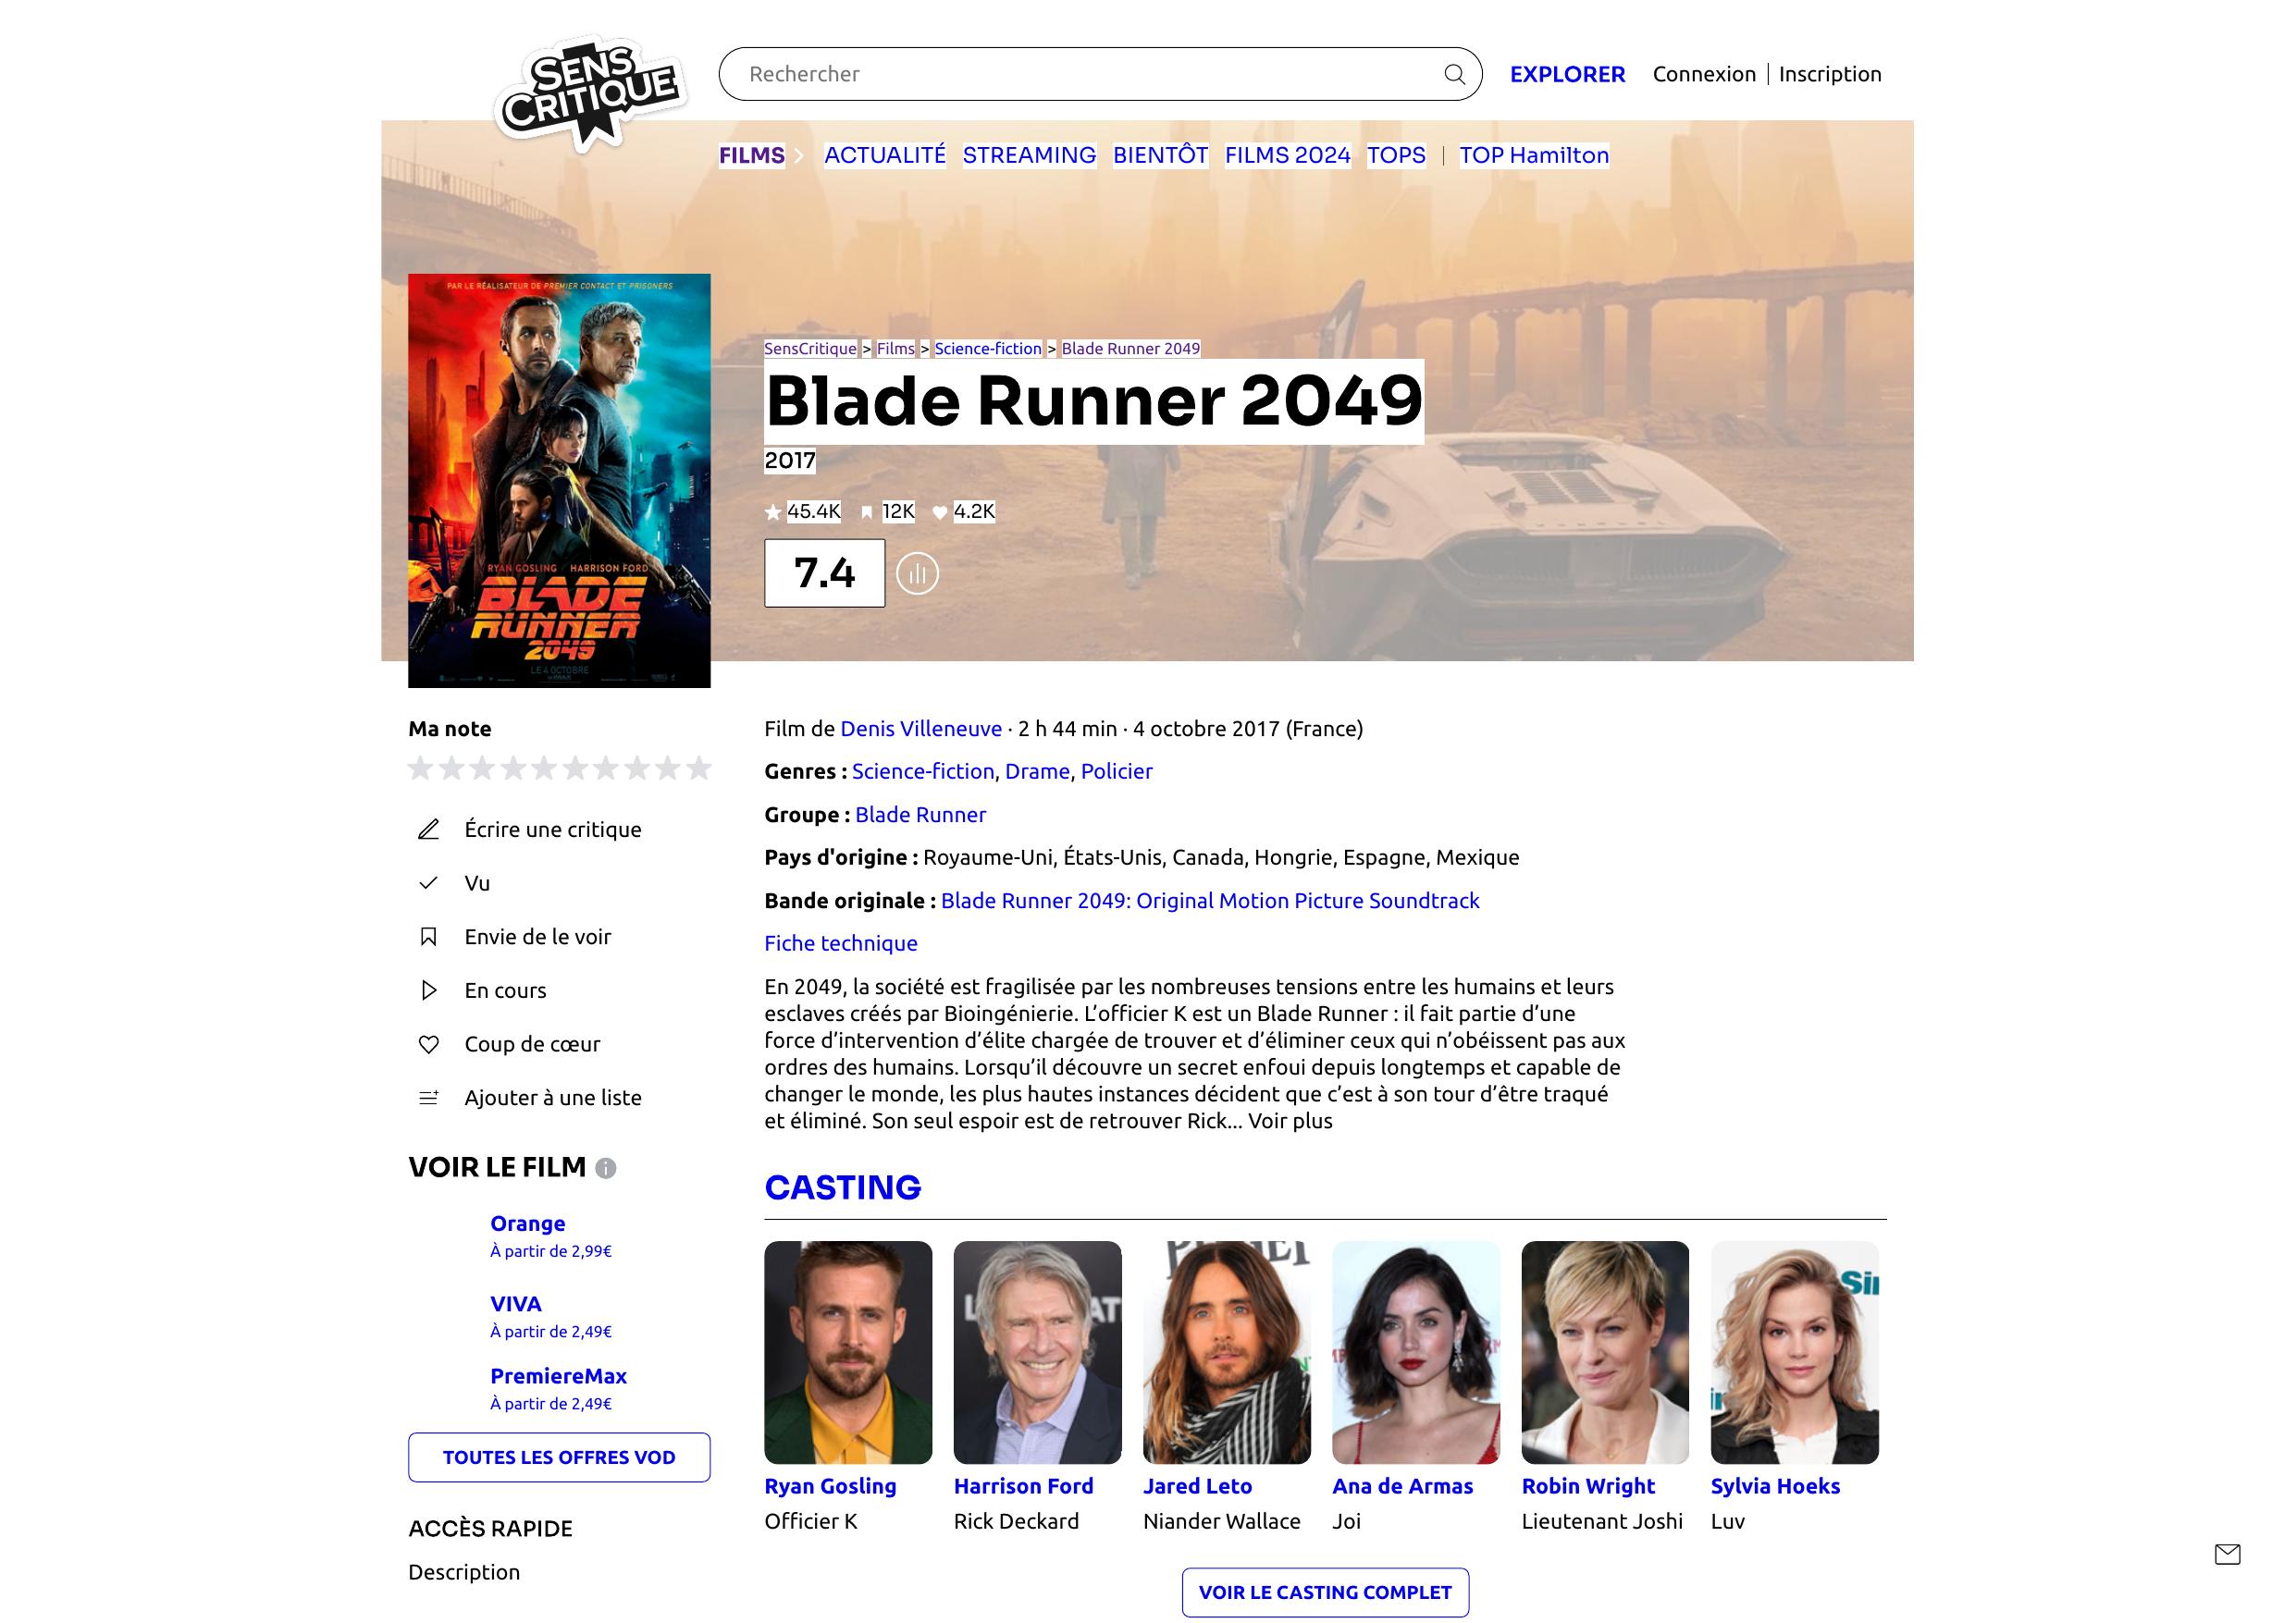 SENS CRITIQUE
Rechercher
EXPLORER
Connexion | Inscription
FILMS
ACTUALITÉ STREAMING BIENTÔT FILMS 2024 TOPS | TOP Hamilton
PAR LE RÉALISATEUR DE PREMIER CONTACT ET PRISONERS
RYAN GOSLING HARRISON FORD
BLADE
RUNNER
2049
LE 4 OCTOBRE
SensCritique > Films > Science-fiction > Blade Runner 2049
Blade Runner 2049
2017
45.4K 12K 4.2K
7.4
Ma note
Écrire une critique
Vu
Envie de le voir
En cours
Coup de cœur
Ajouter à une liste
VOIR LE FILM
Orange
À partir de 2,99€
VIVA
À partir de 2,49€
PremiereMax
À partir de 2,49€
TOUTES LES OFFRES VOD
ACCÈS RAPIDE
Description
Film de Denis Villeneuve · 2 h 44 min · 4 octobre 2017 (France)
Genres : Science-fiction, Drame, Policier
Groupe : Blade Runner
Pays d'origine : Royaume-Uni, États-Unis, Canada, Hongrie, Espagne, Mexique
Bande originale : Blade Runner 2049: Original Motion Picture Soundtrack
Fiche technique
En 2049, la société est fragilisée par les nombreuses tensions entre les humains et leurs
esclaves créés par Bioingénierie. L’officier K est un Blade Runner : il fait partie d’une
force d’intervention d’élite chargée de trouver et d’éliminer ceux qui n’obéissent pas aux
ordres des humains. Lorsqu’il découvre un secret enfoui depuis longtemps et capable de
changer le monde, les plus hautes instances décident que c’est à son tour d’être traqué
et éliminé. Son seul espoir est de retrouver Rick... Voir plus
CASTING
Ryan Gosling
Officier K
Harrison Ford
Rick Deckard
Jared Leto
Niander Wallace
Ana de Armas
Joi
Robin Wright
Lieutenant Joshi
Sylvia Hoeks
Luv
VOIR LE CASTING COMPLET